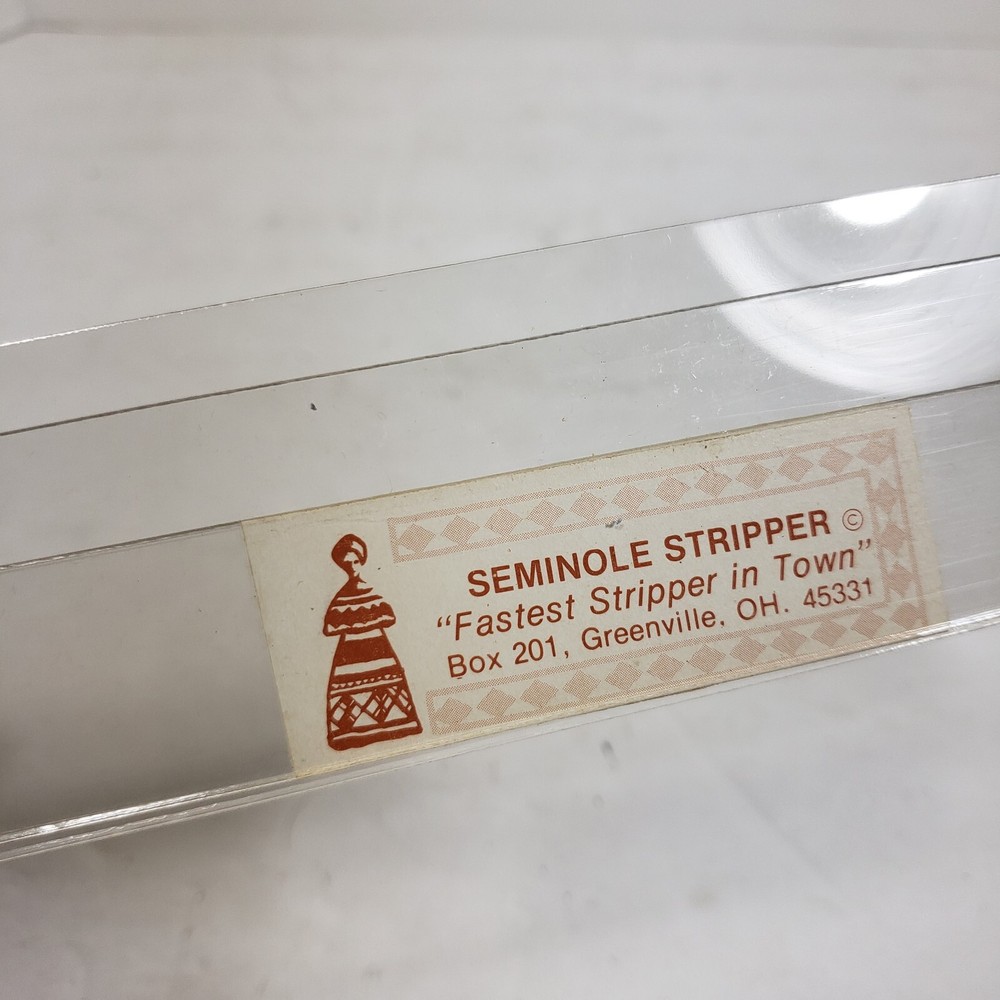 SEMINOLE STRIPPER ©
“Fastest Stripper in Town”
Box 201, Greenville, OH. 45331